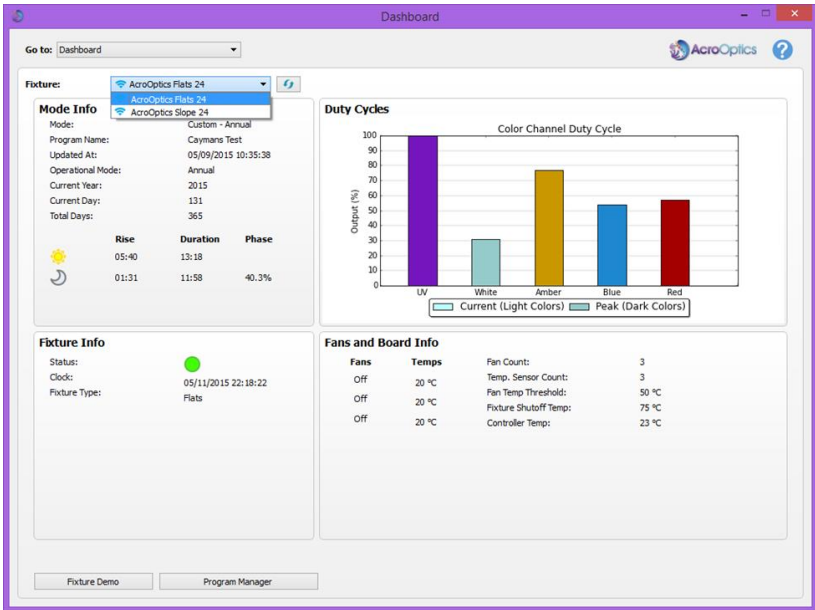 Dashboard
Go to: Dashboard
AcroOptics
?
Fixture: AcroOptics Flats 24
AcroOptics Flats 24
AcroOptics Slope 24
Mode Info
Mode: Custom - Annual
Program Name: Caymans Test
Updated At: 05/09/2015 10:35:38
Operational Mode: Annual
Current Year: 2015
Current Day: 131
Total Days: 365
Rise Duration Phase
05:40 13:18
01:31 11:58 40.3%
Duty Cycles
Color Channel Duty Cycle
Output (%)
100
90
80
70
60
50
40
30
20
10
0
UV White Amber Blue Red
Current (Light Colors) Peak (Dark Colors)
Fixture Info
Status:
Clock: 05/11/2015 22:18:22
Fixture Type: Flats
Fans and Board Info
Fans Temps
Off 20 ºC
Off 20 ºC
Off 20 ºC
Fan Count: 3
Temp. Sensor Count: 3
Fan Temp Threshold: 50 ºC
Fixture Shutoff Temp: 75 ºC
Controller Temp: 23 ºC
Fixture Demo
Program Manager